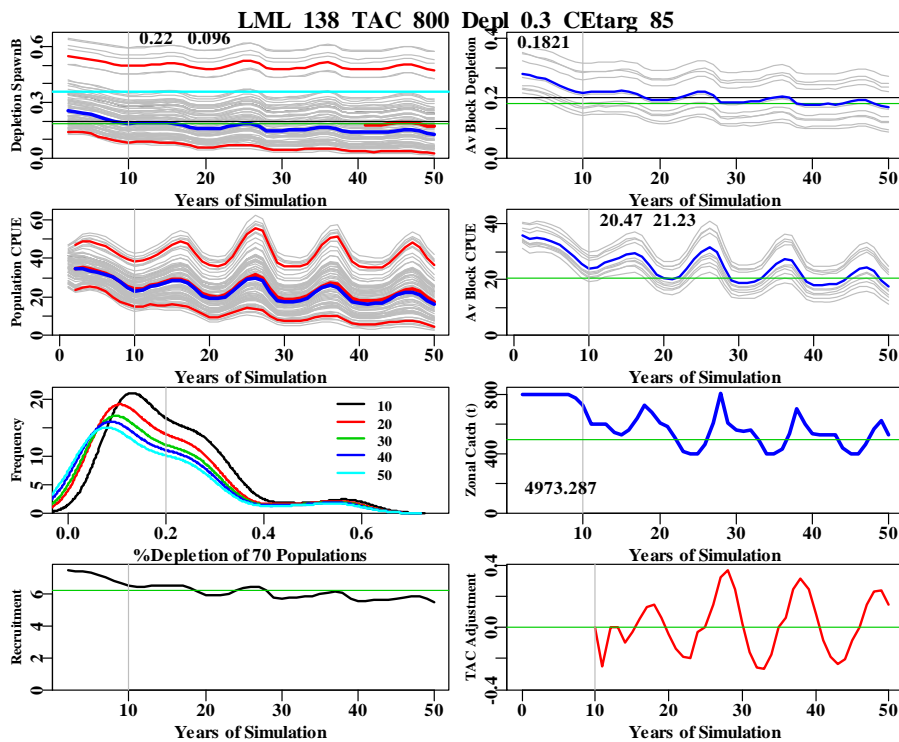 LML 138 TAC 800 Depl 0.3 CEtarg 85
0.22 0.096
Depletion SpawnB
0.0 0.3 0.6
10 20 30 40 50
Years of Simulation
0.1821
Av Block Depletion
0.0 0.2 0.4
0 10 20 30 40 50
Years of Simulation
Population CPUE
0 20 40 60
0 10 20 30 40 50
Years of Simulation
20.47 21.23
Av Block CPUE
0 20 40
0 10 20 30 40 50
Years of Simulation
Frequency
0 5 10 20
10
20
30
40
50
0.0 0.2 0.4 0.6
%Depletion of 70 Populations
4973.287
Zonal Catch (t)
0 400 800
0 10 20 30 40 50
Years of Simulation
Recruitment
0 2 4 6
10 20 30 40 50
Years of Simulation
TAC Adjustment
-0.4 0.0 0.4
0 10 20 30 40 50
Years of Simulation